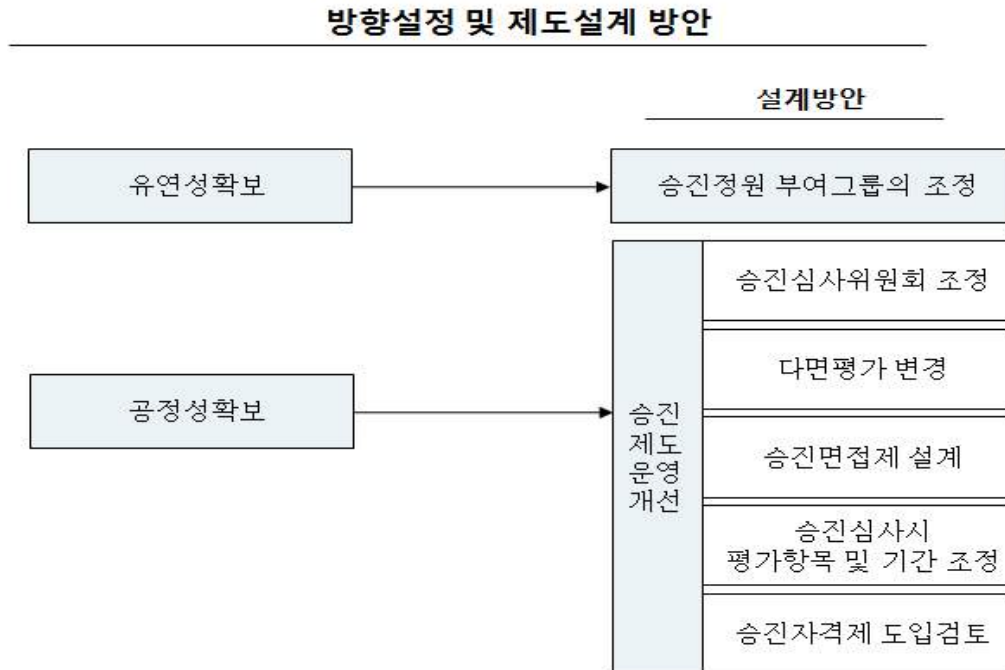 방향설정 및 제도설계 방안
설계방안
유연성확보
승진정원 부여그룹의 조정
공정성확보
승진
제도
운영
개선
승진심사위원회 조정
다면평가 변경
승진면접제 설계
승진심사시
평가항목 및 기간 조정
승진자격제 도입검토